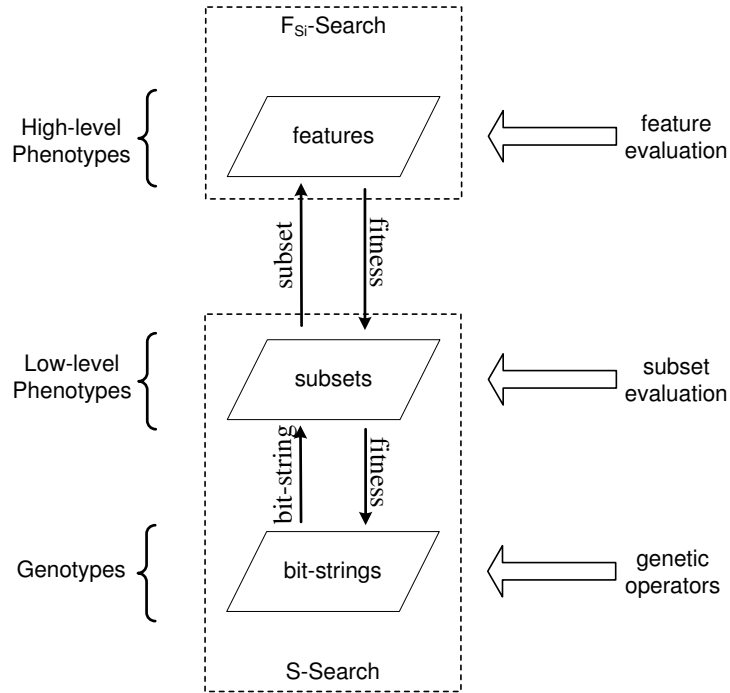 F_Si-Search
High-level
Phenotypes
features
feature
evaluation
subset
fitness
Low-level
Phenotypes
subsets
subset
evaluation
bit-string
fitness
Genotypes
bit-strings
genetic
operators
S-Search